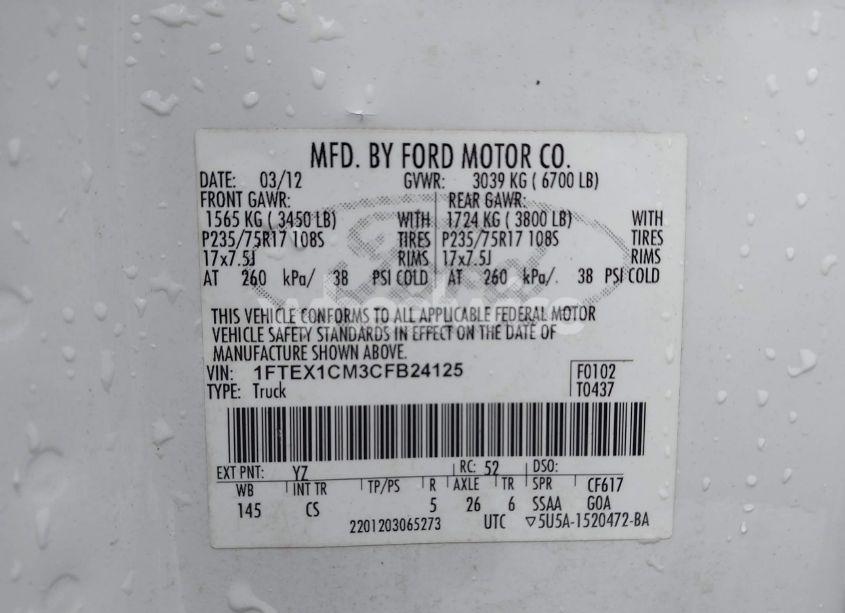 MFD. BY FORD MOTOR CO.
DATE: 03/12 GVWR: 3039 KG ( 6700 LB)
FRONT GAWR: REAR GAWR:
1565 KG ( 3450 LB) WITH 1724 KG ( 3800 LB) WITH
P235/75R17 108S TIRES P235/75R17 108S TIRES
17x7.5J RIMS 17x7.5J RIMS
AT 260 kPa/ 38 PSI COLD AT 260 kPa/ 38 PSI COLD
THIS VEHICLE CONFORMS TO ALL APPLICABLE FEDERAL MOTOR
VEHICLE SAFETY STANDARDS IN EFFECT ON THE DATE OF
MANUFACTURE SHOWN ABOVE.
VIN: 1FTEX1CM3CFB24125 F0102
TYPE: Truck T0437
EXT PNT: YZ RC: 52 DSO:
WB INT TR TP/PS R AXLE TR SPR CF617
145 CS 5 26 6 SSAA G0A
2201203065273 UTC ▽5U5A-1520472-BA